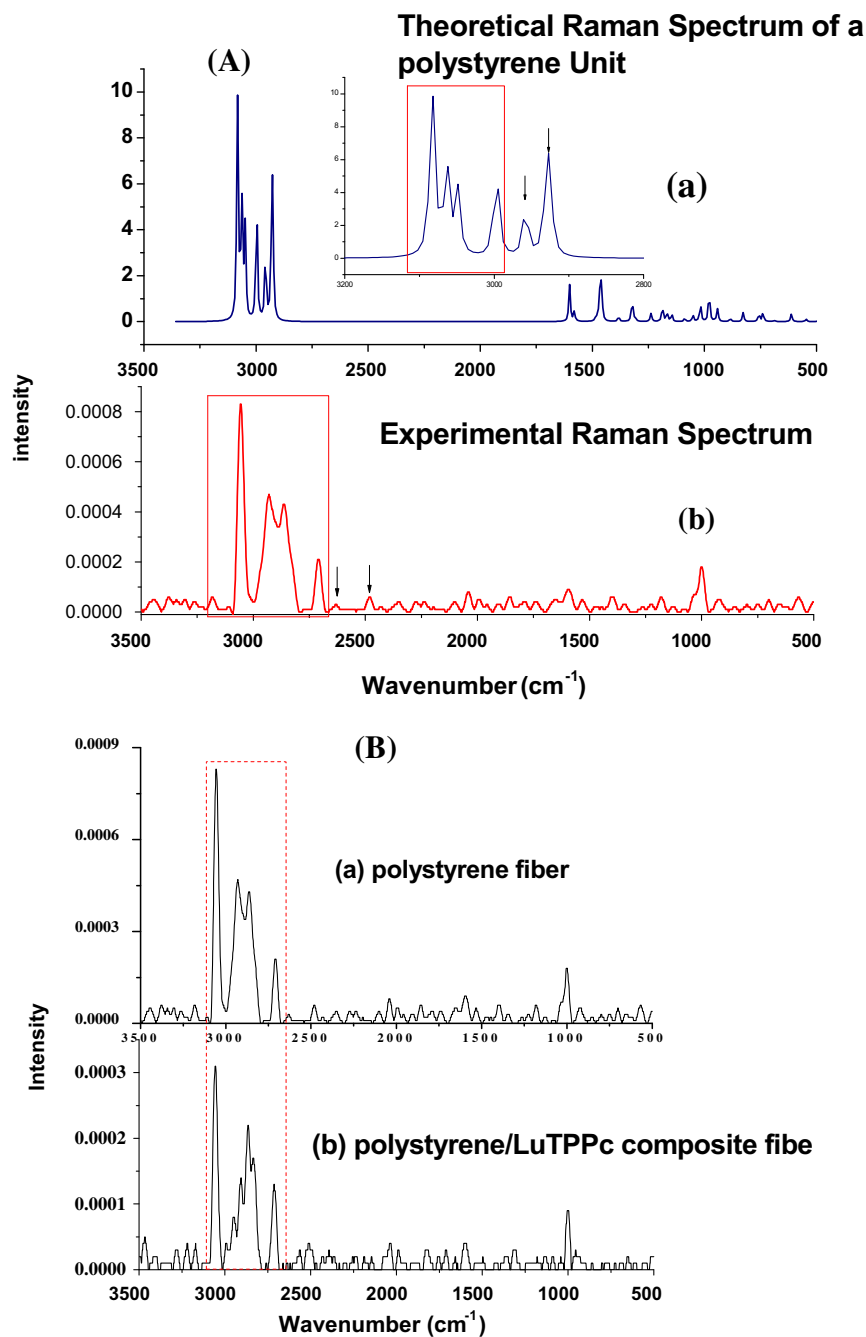 Theoretical Raman Spectrum of a
polystyrene Unit
(A)
10
8
6
4
2
0
3500 3000 2500 2000 1500 1000 500
10
8
6
4
2
0
3200 3000 2800
(a)
intensity
Experimental Raman Spectrum
(b)
0.0008
0.0006
0.0004
0.0002
0.0000
3500 3000 2500 2000 1500 1000 500
Wavenumber (cm⁻¹)
(B)
0.0009
0.0006
0.0003
0.0000
(a) polystyrene fiber
3500 3000 2500 2000 1500 1000 500
Intensity
0.0003
0.0002
0.0001
0.0000
(b) polystyrene/LuTPPc composite fibe
3500 3000 2500 2000 1500 1000 500
Wavenumber (cm⁻¹)